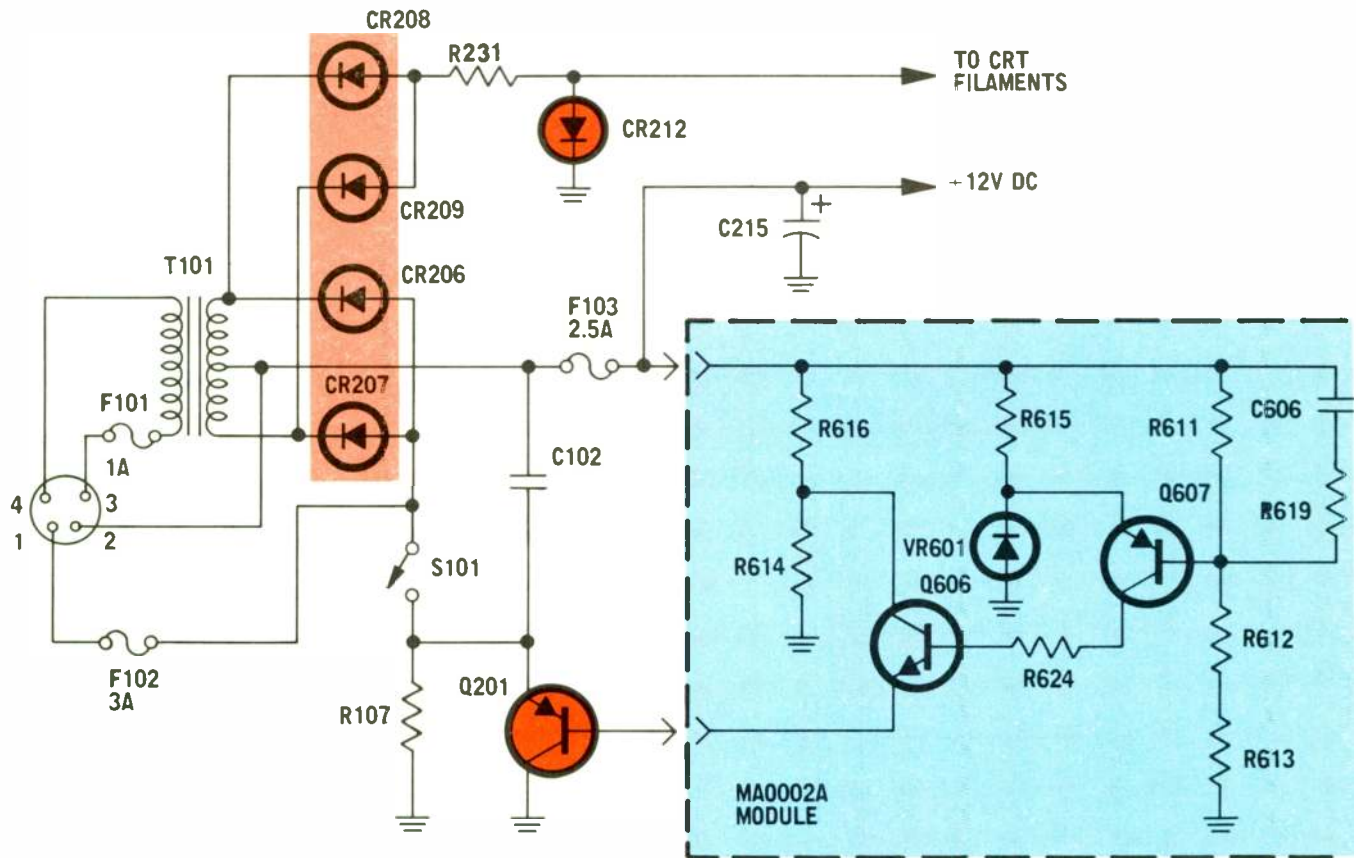 CR208
R231
TO CRT
FILAMENTS
CR212
CR209
+12V DC
C215
+
T101
CR206
F103
2.5A
CR207
F101
1A
C102
R616
R615
R611
C606
4
3
1
2
Q607
R619
S101
VR601
R614
Q606
F102
3A
R624
R612
Q201
R107
R613
MA0002A
MODULE